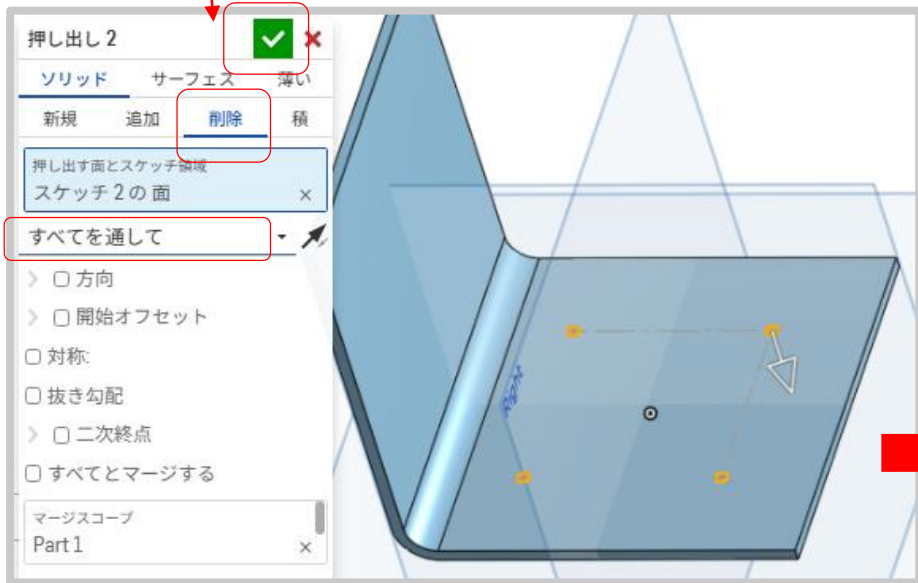 押し出し 2
ソリッド サーフェス 薄い
新規 追加 削除 積
押し出す面とスケッチ領域
スケッチ 2 の 面
すべてを通して
方向
開始オフセット
対称:
抜き勾配
二次終点
すべてとマージする
マージスコープ
Part 1
Right